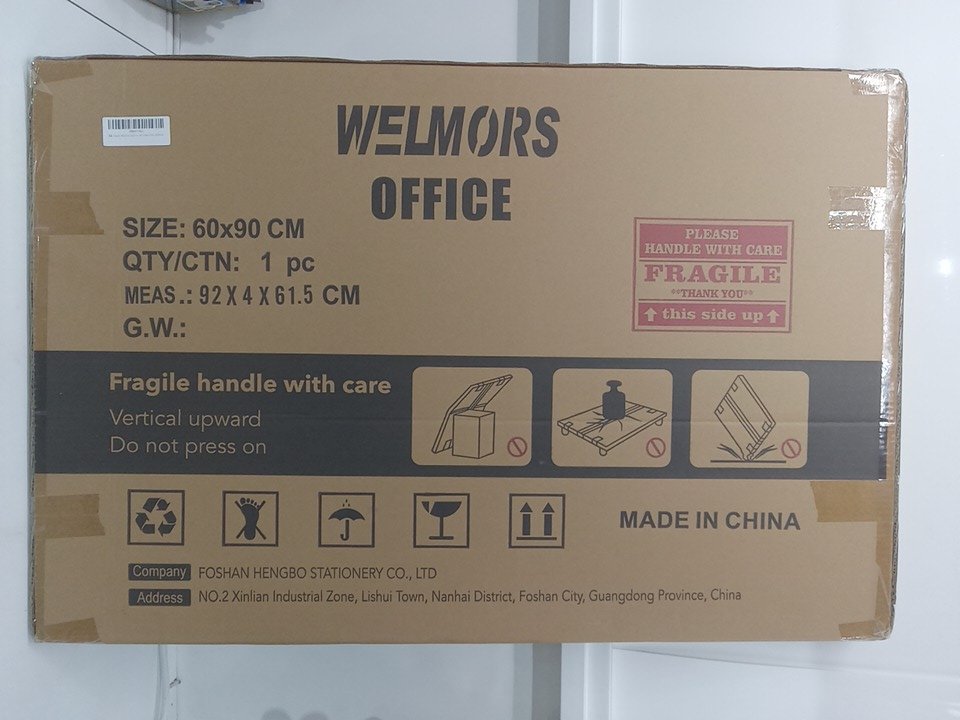 WELMORS
OFFICE
SIZE: 60x90 CM
QTY/CTN: 1 pc
MEAS.: 92 X 4 X 61.5 CM
G.W.:
PLEASE
HANDLE WITH CARE
FRAGILE
**THANK YOU**
this side up
Fragile handle with care
Vertical upward
Do not press on
MADE IN CHINA
Company FOSHAN HENGBO STATIONERY CO., LTD
Address NO.2 Xinlian Industrial Zone, Lishui Town, Nanhai District, Foshan City, Guangdong Province, China